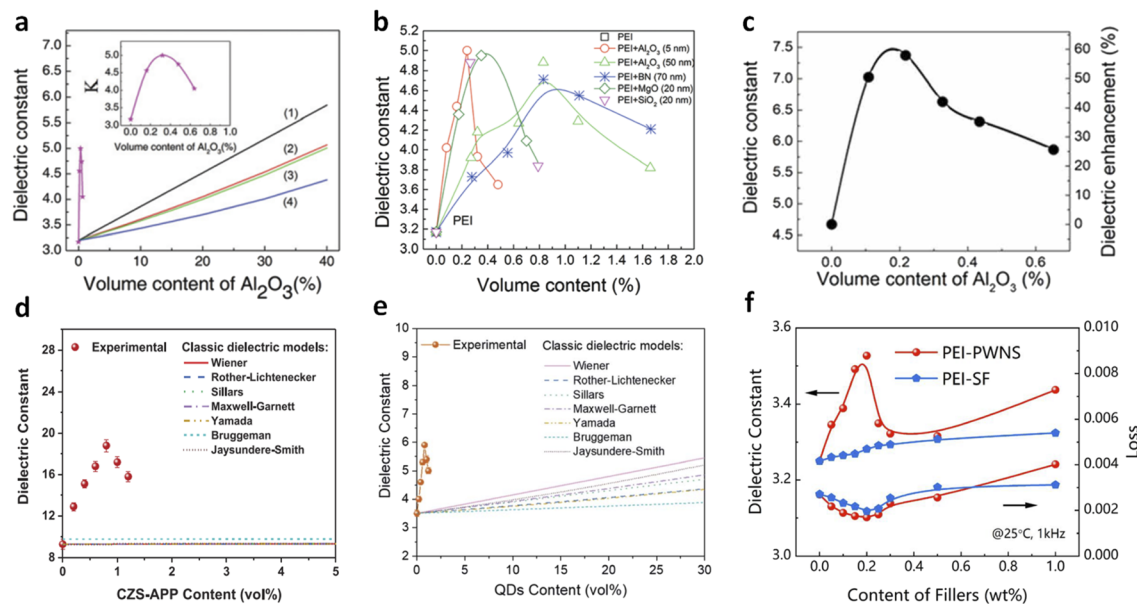 a
Dielectric constant
7.0
6.5
6.0
5.5
5.0
4.5
4.0
3.5
3.0
K
5.5
5.0
4.5
4.0
3.5
3.0
0.0 0.2 0.4 0.6 0.8 1.0
Volume content of Al2O3(%)
(1)
(2)
(3)
(4)
0 10 20 30 40
Volume content of Al2O3(%)
b
Dielectric constant
5.2
5.0
4.8
4.6
4.4
4.2
4.0
3.8
3.6
3.4
3.2
3.0
PEI
PEI+Al2O3 (5 nm)
PEI+Al2O3 (50 nm)
PEI+BN (70 nm)
PEI+MgO (20 nm)
PEI+SiO2 (20 nm)
PEI
0.0 0.2 0.4 0.6 0.8 1.0 1.2 1.4 1.6 1.8 2.0
Volume content (%)
c
Dielectric constant
7.5
7.0
6.5
6.0
5.5
5.0
4.5
Dielectric enhancement (%)
60
50
40
30
20
10
0
0.0 0.2 0.4 0.6
Volume content of Al2O3 (%)
d
Dielectric Constant
28
24
20
16
12
8
Experimental
Classic dielectric models:
Wiener
Rother-Lichtenecker
Sillars
Maxwell-Garnett
Yamada
Bruggeman
Jaysundere-Smith
0 1 2 3 4 5
CZS-APP Content (vol%)
e
Dielectric Constant
10
9
8
7
6
5
4
3
2
Experimental
Classic dielectric models:
Wiener
Rother-Lichtenecker
Sillars
Maxwell-Garnett
Yamada
Bruggeman
Jaysundere-Smith
0 5 10 15 20 25 30
QDs Content (vol%)
f
Dielectric Constant
3.6
3.4
3.2
3.0
PEI-PWNS
PEI-SF
Loss
0.010
0.008
0.006
0.004
0.002
0.000
@25°C, 1kHz
0.0 0.2 0.4 0.6 0.8 1.0
Content of Fillers (wt%)